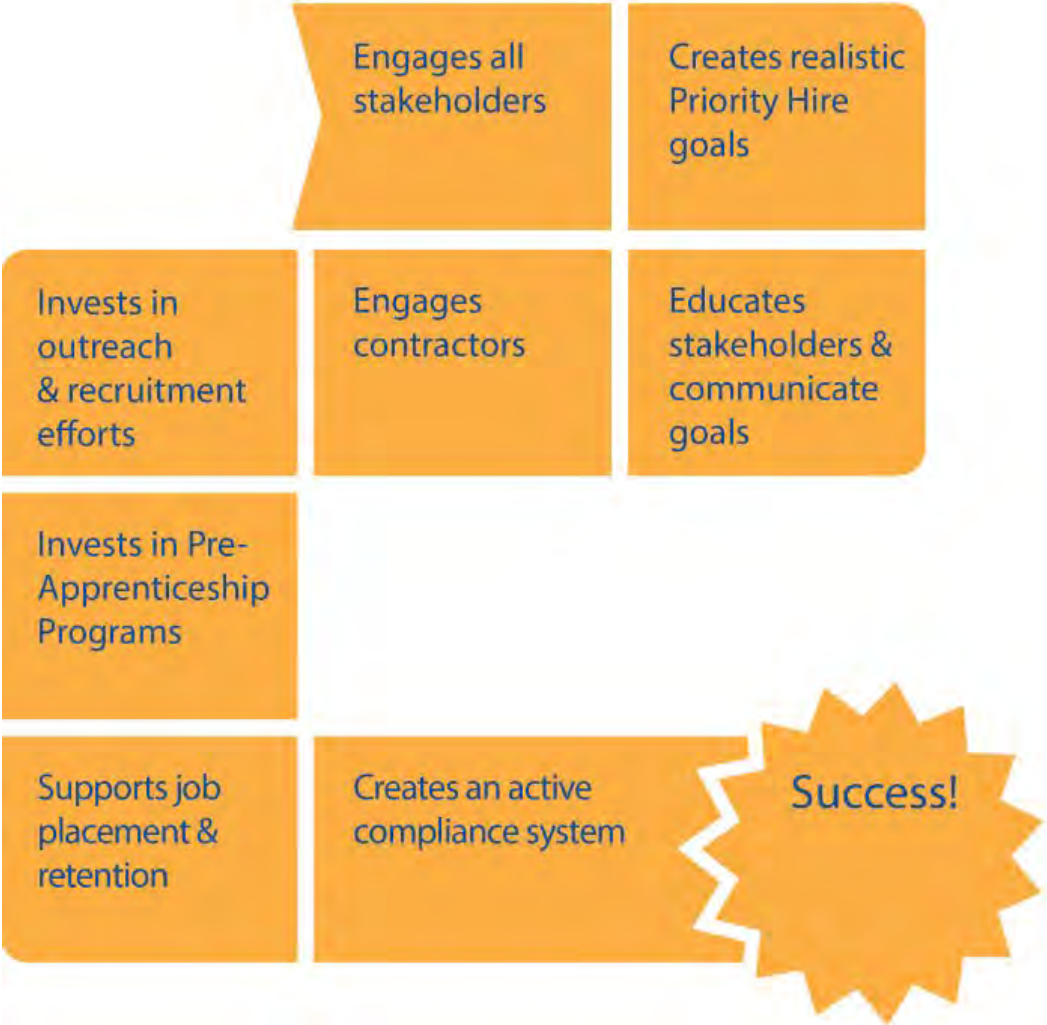 Engages all
stakeholders
Creates realistic
Priority Hire
goals
Educates
stakeholders &
communicate
goals
Engages
contractors
Invests in
outreach
& recruitment
efforts
Invests in Pre-
Apprenticeship
Programs
Supports job
placement &
retention
Creates an active
compliance system
Success!